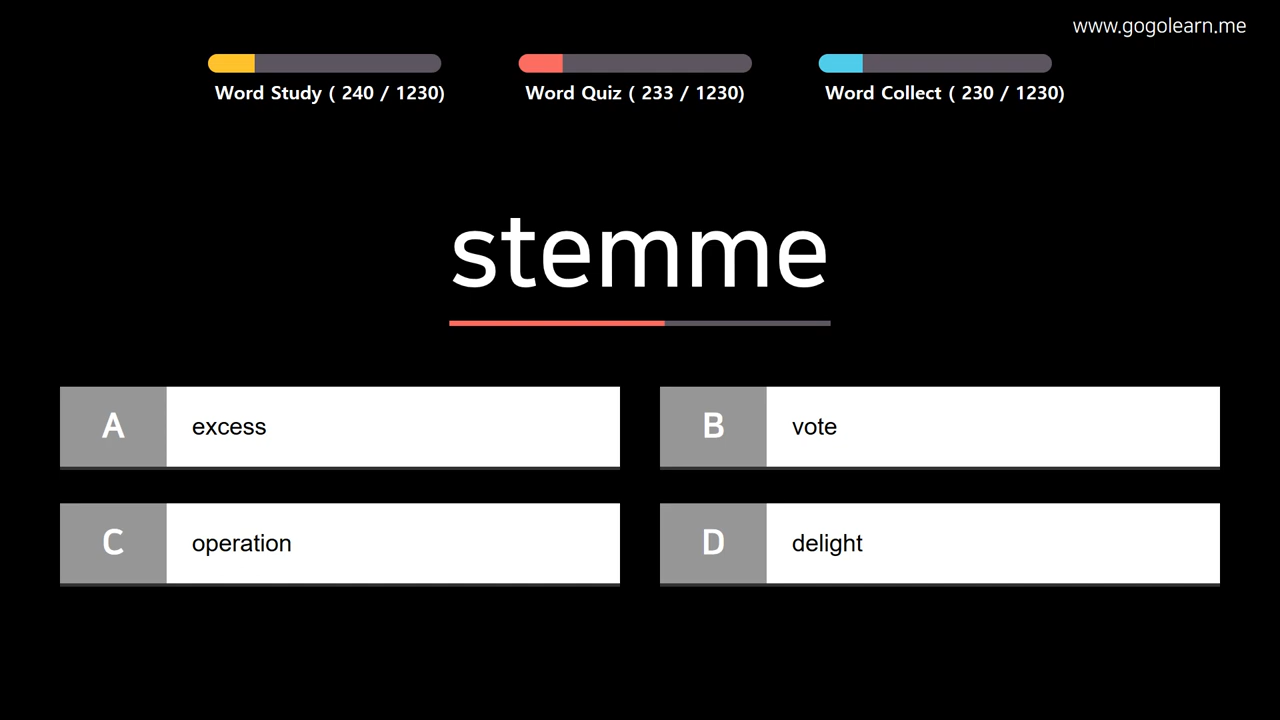 www.gogolearn.me
Word Study ( 240 / 1230)
Word Quiz ( 233 / 1230)
Word Collect ( 230 / 1230)
stemme
A excess
B vote
C operation
D delight